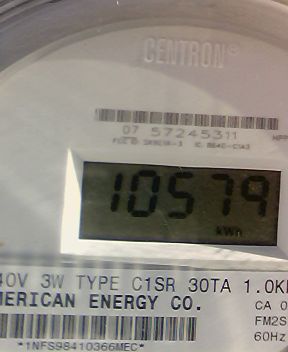 CENTRON®
07 57245311
10579
kWh
40V 3W TYPE C1SR 30TA 1.0K
MERICAN ENERGY CO.
CA 0
FM2S
60Hz
*1NFS98410366MEC*